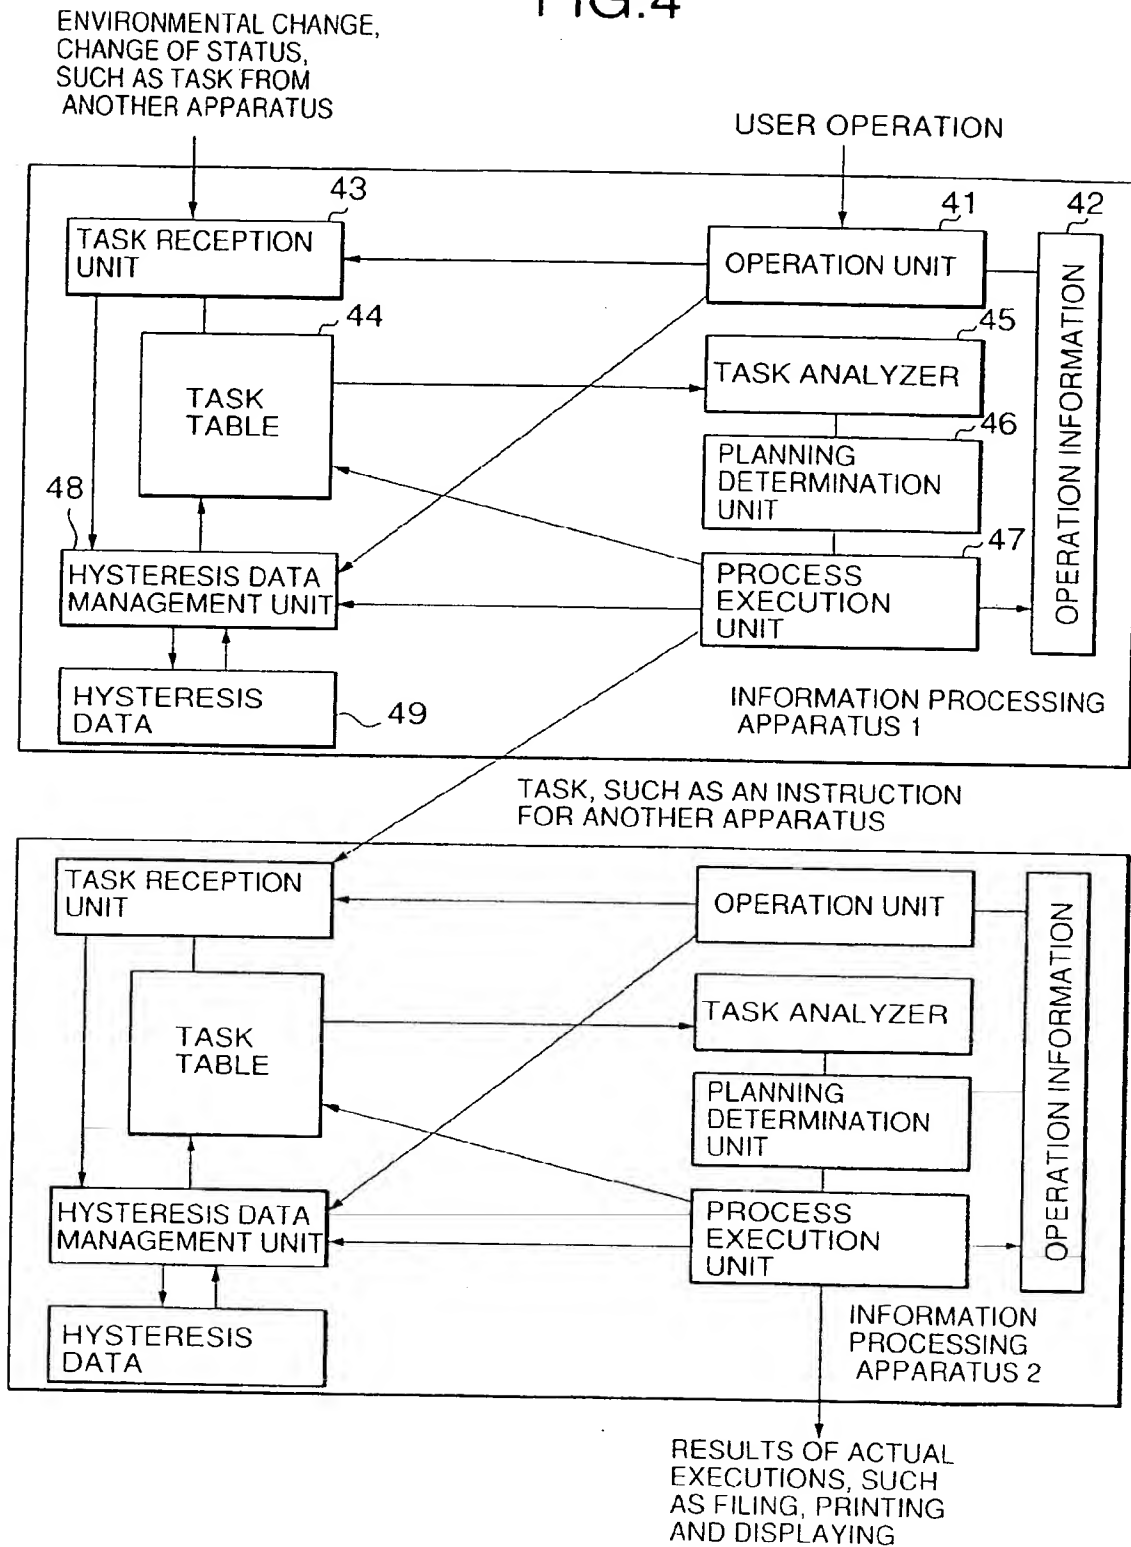 FIG.4
ENVIRONMENTAL CHANGE,
CHANGE OF STATUS,
SUCH AS TASK FROM
ANOTHER APPARATUS
USER OPERATION
43
TASK RECEPTION
UNIT
41
OPERATION UNIT
42
OPERATION INFORMATION
44
TASK
TABLE
45
TASK ANALYZER
46
PLANNING
DETERMINATION
UNIT
48
HYSTERESIS DATA
MANAGEMENT UNIT
47
PROCESS
EXECUTION
UNIT
HYSTERESIS
DATA
49
INFORMATION PROCESSING
APPARATUS 1
TASK, SUCH AS AN INSTRUCTION
FOR ANOTHER APPARATUS
TASK RECEPTION
UNIT
OPERATION UNIT
OPERATION INFORMATION
TASK
TABLE
TASK ANALYZER
PLANNING
DETERMINATION
UNIT
HYSTERESIS DATA
MANAGEMENT UNIT
PROCESS
EXECUTION
UNIT
HYSTERESIS
DATA
INFORMATION
PROCESSING
APPARATUS 2
RESULTS OF ACTUAL
EXECUTIONS, SUCH
AS FILING, PRINTING
AND DISPLAYING